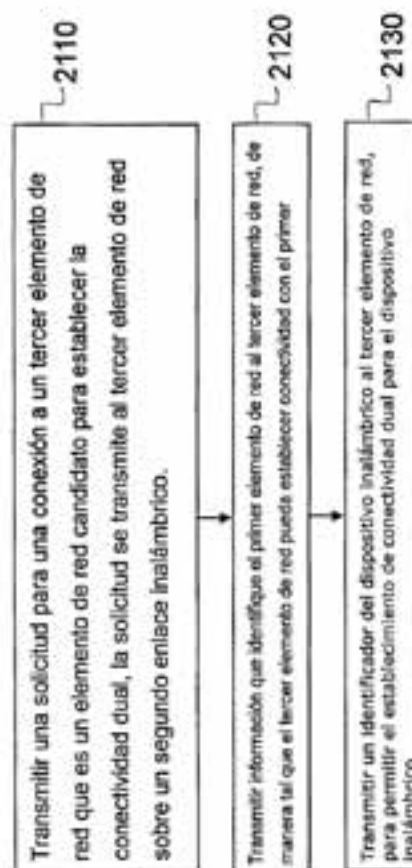 Transmitir una solicitud para una conexión a un tercer elemento de
red que es un elemento de red candidato para establecer la
conectividad dual, la solicitud se transmite al tercer elemento de red
sobre un segundo enlace inalámbrico.
2110
Transmitir información que identifique el primer elemento de red al tercer elemento de red, de
manera tal que el tercer elemento de red pueda establecer conectividad con el primer
2120
Transmitir un identificador del dispositivo inalámbrico al tercer elemento de red,
para permitir el establecimiento de conectividad dual para el dispositivo
inalámbrico
2130